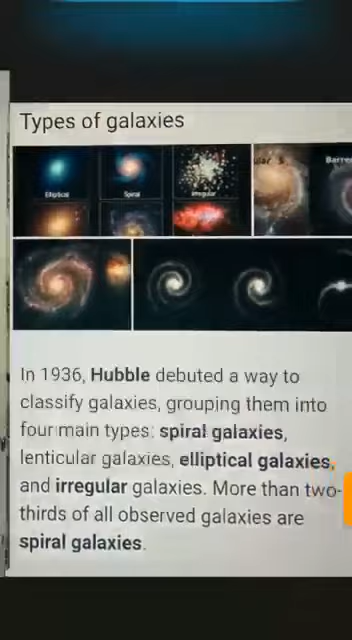 Types of galaxies
Elliptical
Spiral
Irregular
Barre
In 1936, Hubble debuted a way to
classify galaxies, grouping them into
four main types: spiral galaxies,
lenticular galaxies, elliptical galaxies,
and irregular galaxies. More than two-
thirds of all observed galaxies are
spiral galaxies.